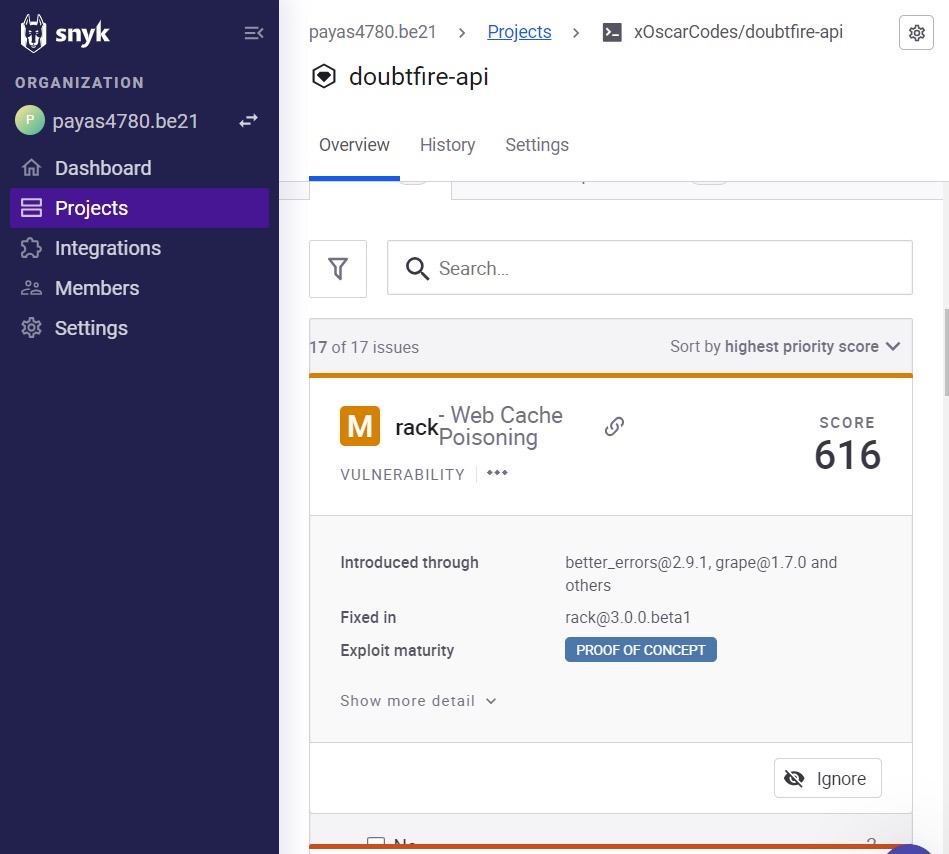 snyk
ORGANIZATION
P
payas4780.be21
Dashboard
Projects
Integrations
Members
Settings
payas4780.be21 > Projects > xOscarCodes/doubtfire-api
doubtfire-api
Overview History Settings
Search...
17 of 17 issues
Sort by highest priority score
M
rack - Web Cache
Poisoning
VULNERABILITY
SCORE
616
Introduced through better_errors@2.9.1, grape@1.7.0 and
others
Fixed in rack@3.0.0.beta1
Exploit maturity PROOF OF CONCEPT
Show more detail
Ignore